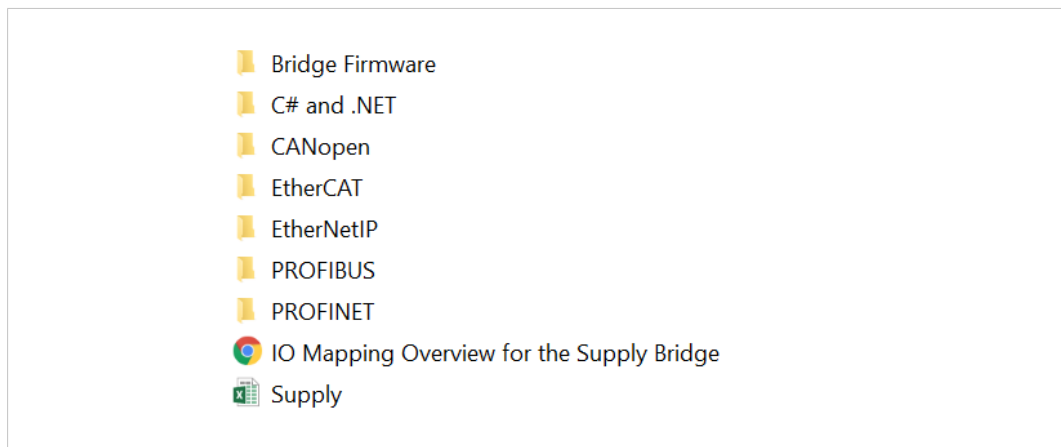 Bridge Firmware
C# and .NET
CANopen
EtherCAT
EtherNetIP
PROFIBUS
PROFINET
IO Mapping Overview for the Supply Bridge
Supply